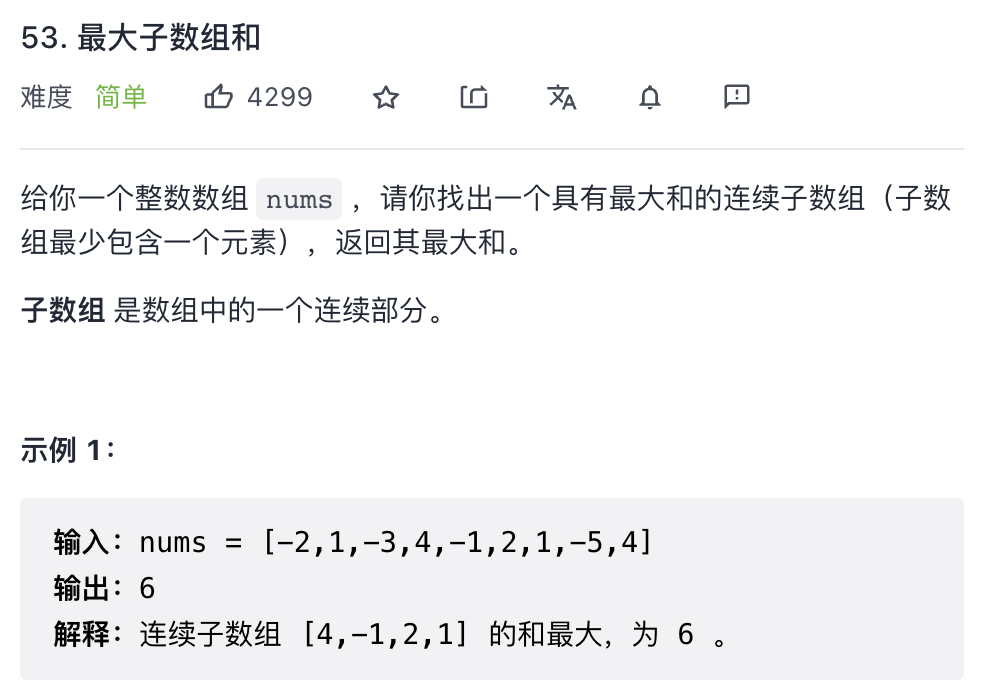 53. 最大子数组和
难度 简单 4299
给你一个整数数组 nums ，请你找出一个具有最大和的连续子数组（子数
组最少包含一个元素），返回其最大和。
子数组 是数组中的一个连续部分。
示例 1：
输入：nums = [-2,1,-3,4,-1,2,1,-5,4]
输出：6
解释：连续子数组 [4,-1,2,1] 的和最大，为 6 。